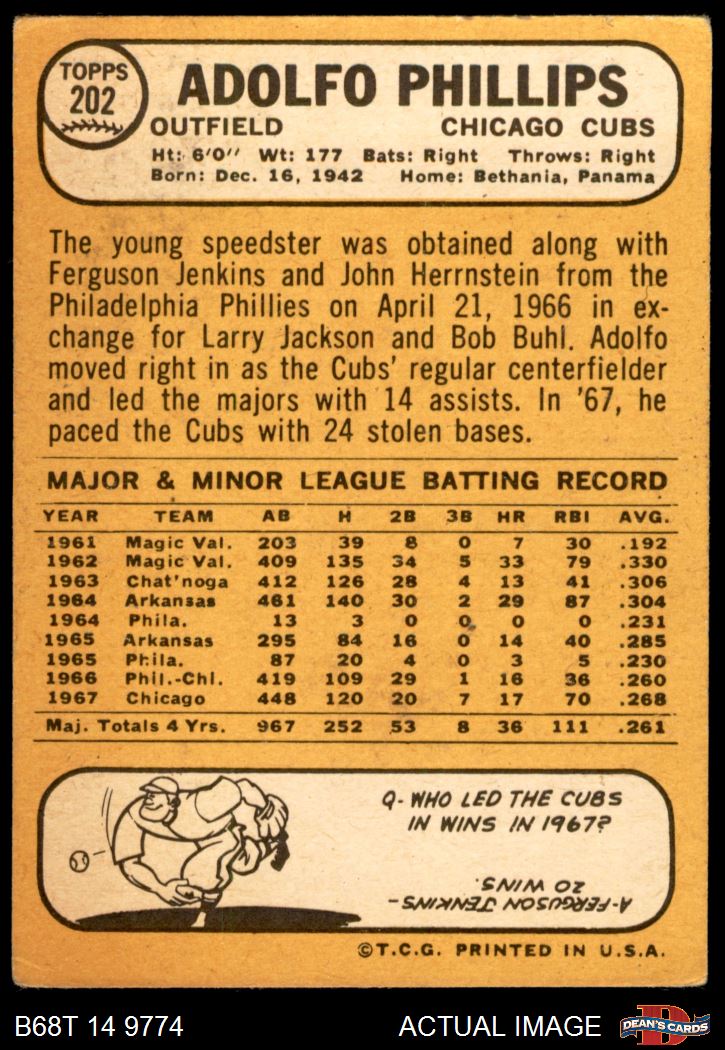 TOPPS
202
ADOLFO PHILLIPS
OUTFIELD CHICAGO CUBS
Ht: 6'0" Wt: 177 Bats: Right Throws: Right
Born: Dec. 16, 1942 Home: Bethania, Panama
The young speedster was obtained along with
Ferguson Jenkins and John Herrnstein from the
Philadelphia Phillies on April 21, 1966 in ex-
change for Larry Jackson and Bob Buhl. Adolfo
moved right in as the Cubs' regular centerfielder
and led the majors with 14 assists. In '67, he
paced the Cubs with 24 stolen bases.
MAJOR & MINOR LEAGUE BATTING RECORD
YEAR TEAM AB H 2B 3B HR RBI AVG.
1961 Magic Val. 203 39 8 0 7 30 .192
1962 Magic Val. 409 135 34 5 33 79 .330
1963 Chat'noga 412 126 28 4 13 41 .306
1964 Arkansas 461 140 30 2 29 87 .304
1964 Phila. 13 3 0 0 0 0 .231
1965 Arkansas 295 84 16 0 14 40 .285
1965 Phila. 87 20 4 0 3 5 .230
1966 Phil.-Chi. 419 109 29 1 16 36 .260
1967 Chicago 448 120 20 7 17 70 .268
Maj. Totals 4 Yrs. 967 252 53 8 36 111 .261
Q- WHO LED THE CUBS
IN WINS IN 1967?
A-FERGUSON JENKINS-
20 WINS.
©T.C.G. PRINTED IN U.S.A.
B68T 14 9774 ACTUAL IMAGE DEAN'S CARDS